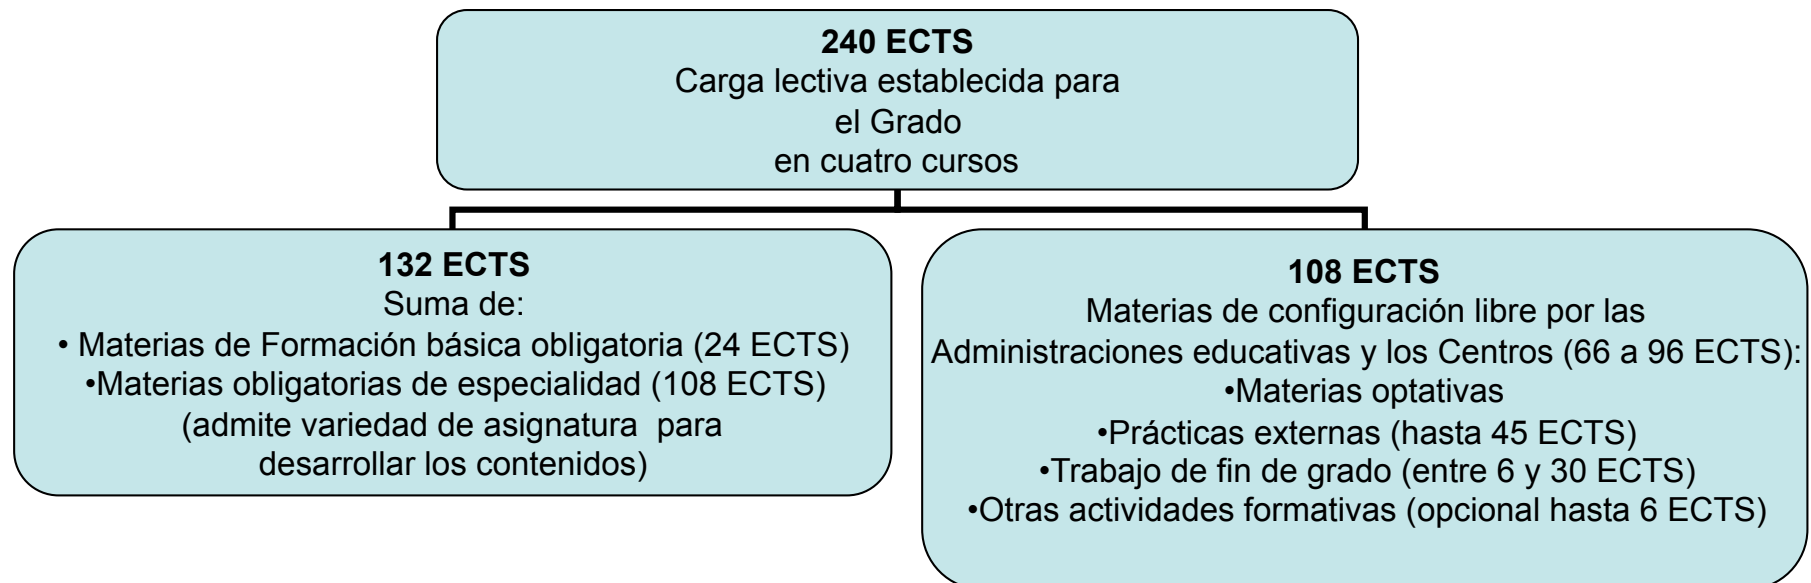 240 ECTS
Carga lectiva establecida para
el Grado
en cuatro cursos
132 ECTS
Suma de:
• Materias de Formación básica obligatoria (24 ECTS)
•Materias obligatorias de especialidad (108 ECTS)
(admite variedad de asignatura para
desarrollar los contenidos)
108 ECTS
Materias de configuración libre por las
Administraciones educativas y los Centros (66 a 96 ECTS):
•Materias optativas
•Prácticas externas (hasta 45 ECTS)
•Trabajo de fin de grado (entre 6 y 30 ECTS)
•Otras actividades formativas (opcional hasta 6 ECTS)